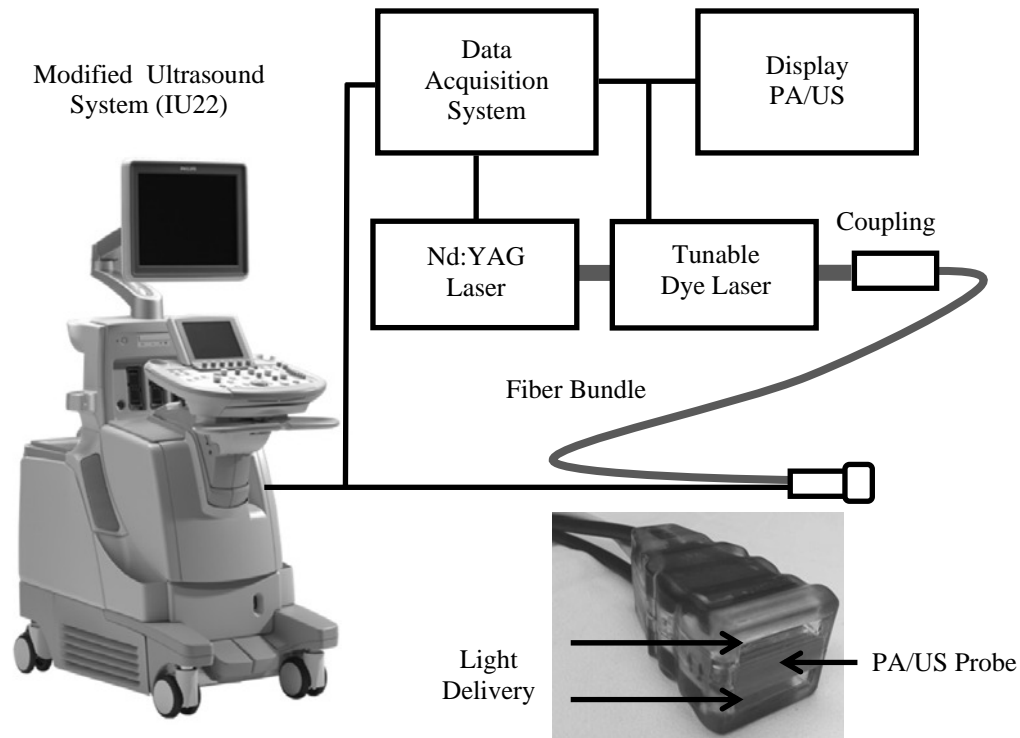 Modified Ultrasound
System (IU22)
Data
Acquisition
System
Display
PA/US
Nd:YAG
Laser
Tunable
Dye Laser
Coupling
Fiber Bundle
Light
Delivery
PA/US Probe